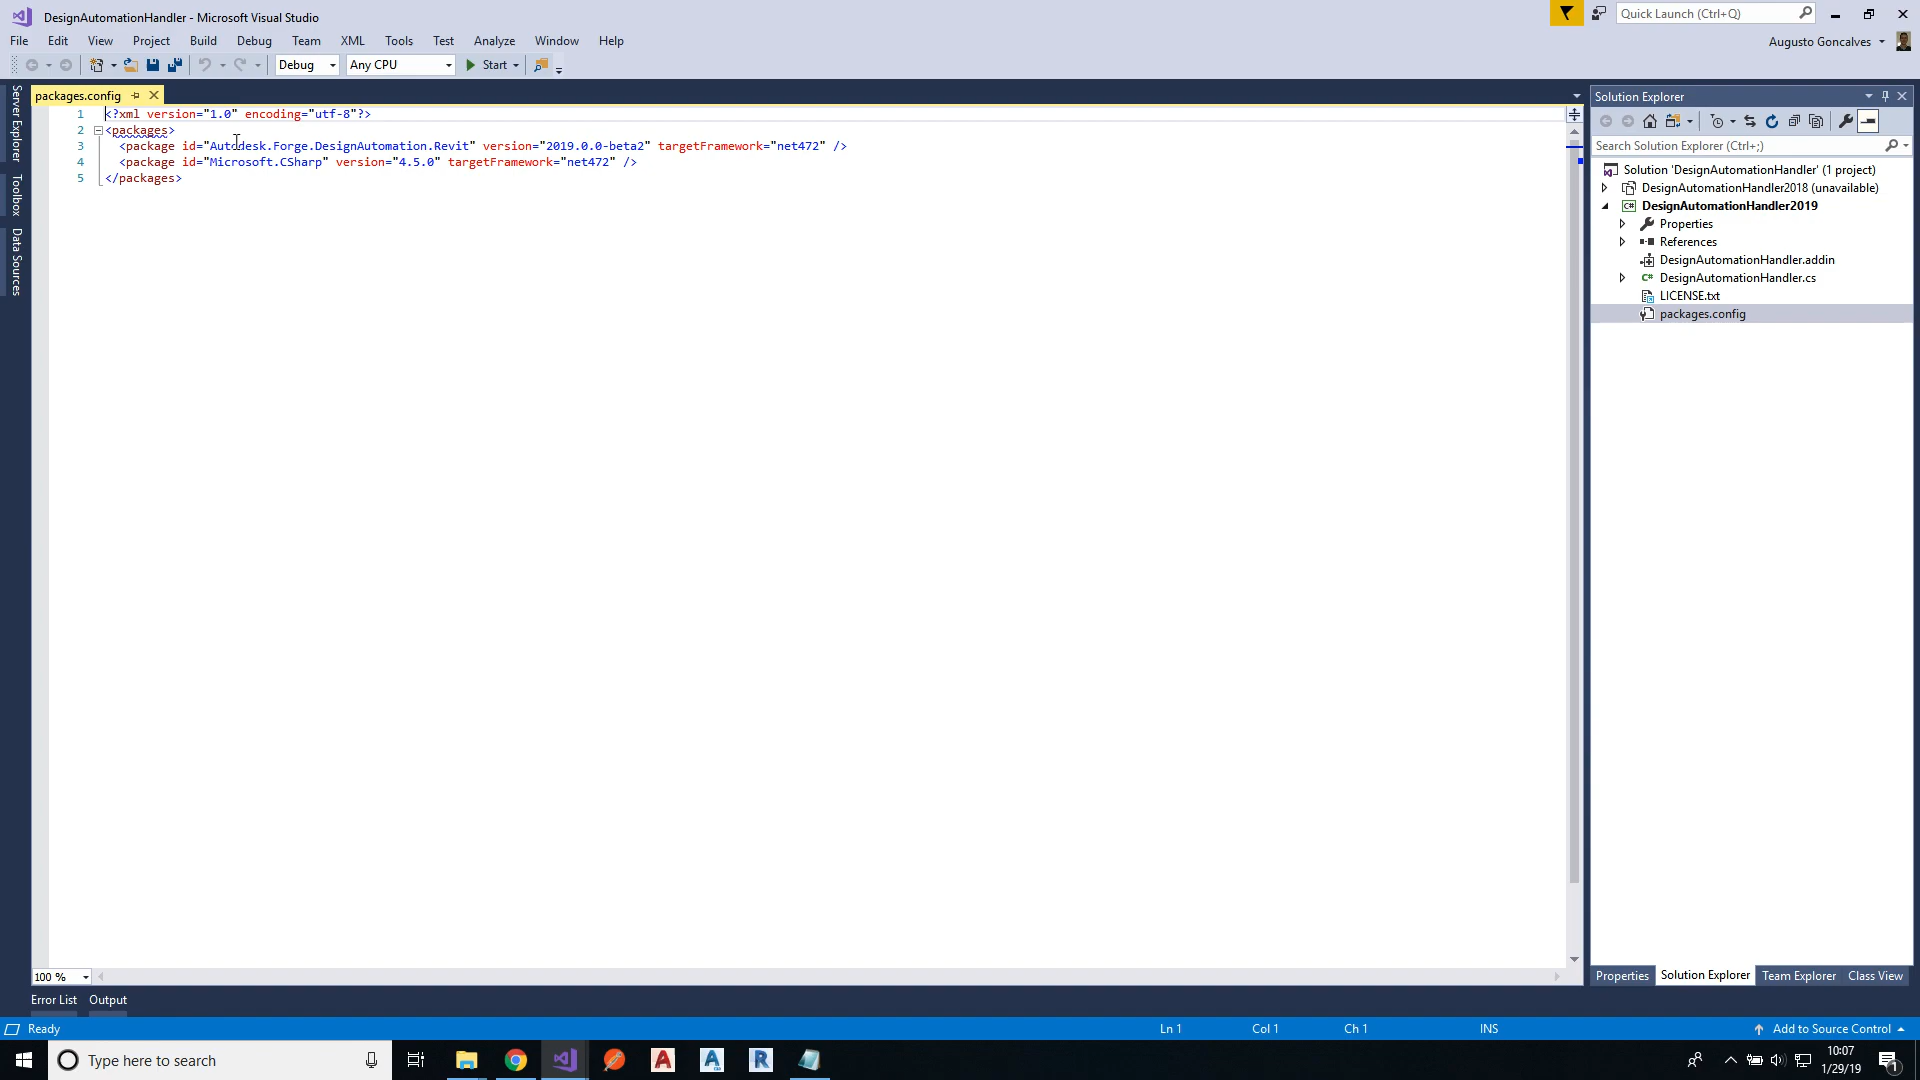 DesignAutomationHandler - Microsoft Visual Studio
Quick Launch (Ctrl+Q)
File Edit View Project Build Debug Team XML Tools Test Analyze Window Help
Augusto Goncalves
Debug Any CPU Start
Server Explorer
Toolbox
Data Sources
packages.config
1 <?xml version="1.0" encoding="utf-8"?>
2 <packages>
3 <package id="Autodesk.Forge.DesignAutomation.Revit" version="2019.0.0-beta2" targetFramework="net472" />
4 <package id="Microsoft.CSharp" version="4.5.0" targetFramework="net472" />
5 </packages>
Solution Explorer
Search Solution Explorer (Ctrl+;)
Solution 'DesignAutomationHandler' (1 project)
DesignAutomationHandler2018 (unavailable)
C# DesignAutomationHandler2019
Properties
References
DesignAutomationHandler.addin
C# DesignAutomationHandler.cs
LICENSE.txt
packages.config
100 %
Properties Solution Explorer Team Explorer Class View
Error List Output
Ready Ln 1 Col 1 Ch 1 INS Add to Source Control
Type here to search
A A R
10:07
1/29/19
1